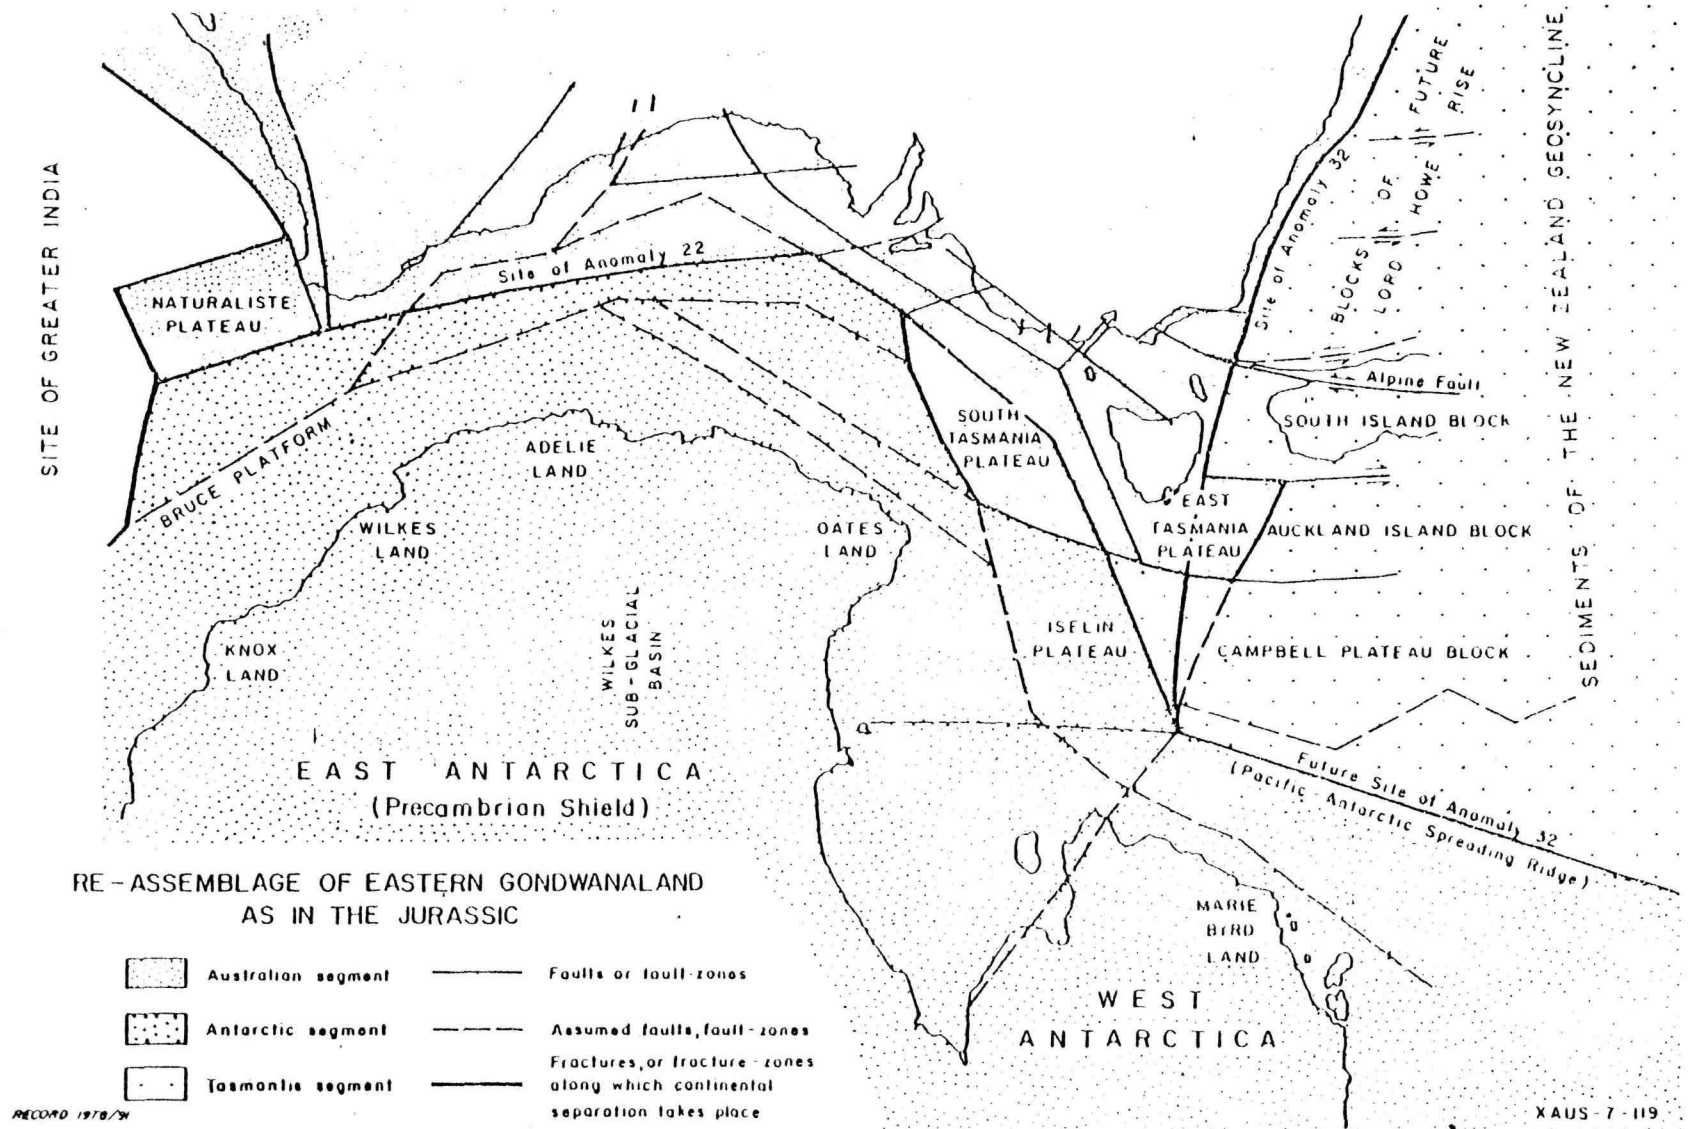 SITE OF GREATER INDIA
NATURALISTE
PLATEAU
Site of Anomaly 22
BRUCE PLATFORM
ADELIE
LAND
WILKES
LAND
KNOX
LAND
OATES
LAND
WILKES
SUB-GLACIAL
BASIN
EAST ANTARCTICA
(Precambrian Shield)
SOUTH
TASMANIA
PLATEAU
EAST
TASMANIA
PLATEAU
ISELIN
PLATEAU
Site of Anomaly 32
BLOCKS OF FUTURE
LORD HOWE RISE
Alpine Fault
SOUTH ISLAND BLOCK
AUCKLAND ISLAND BLOCK
CAMPBELL PLATEAU BLOCK
SEDIMENTS OF THE NEW ZEALAND GEOSYNCLINE
Future Site of Anomaly 32
(Pacific Antarctic Spreading Ridge)
MARIE
BYRD
LAND
WEST
ANTARCTICA
RE-ASSEMBLAGE OF EASTERN GONDWANALAND
AS IN THE JURASSIC
Australian segment
Faults or fault-zones
Antarctic segment
Assumed faults, fault-zones
Tasmantis segment
Fractures, or fracture-zones
along which continental
separation takes place
RECORD 1978/91
XAUS-7-119